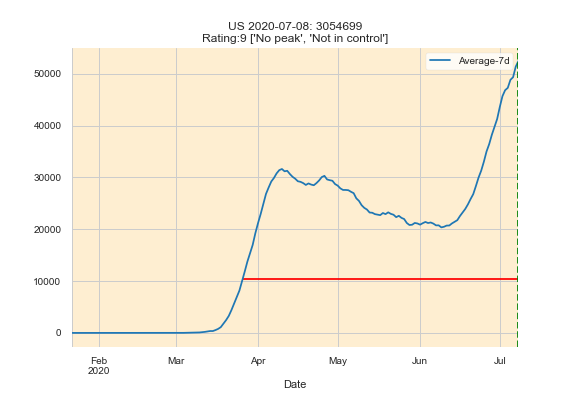 US 2020-07-08: 3054699
Rating:9 ['No peak', 'Not in control']
Average-7d
50000
40000
30000
20000
10000
0
Feb Mar Apr May Jun Jul
2020
Date